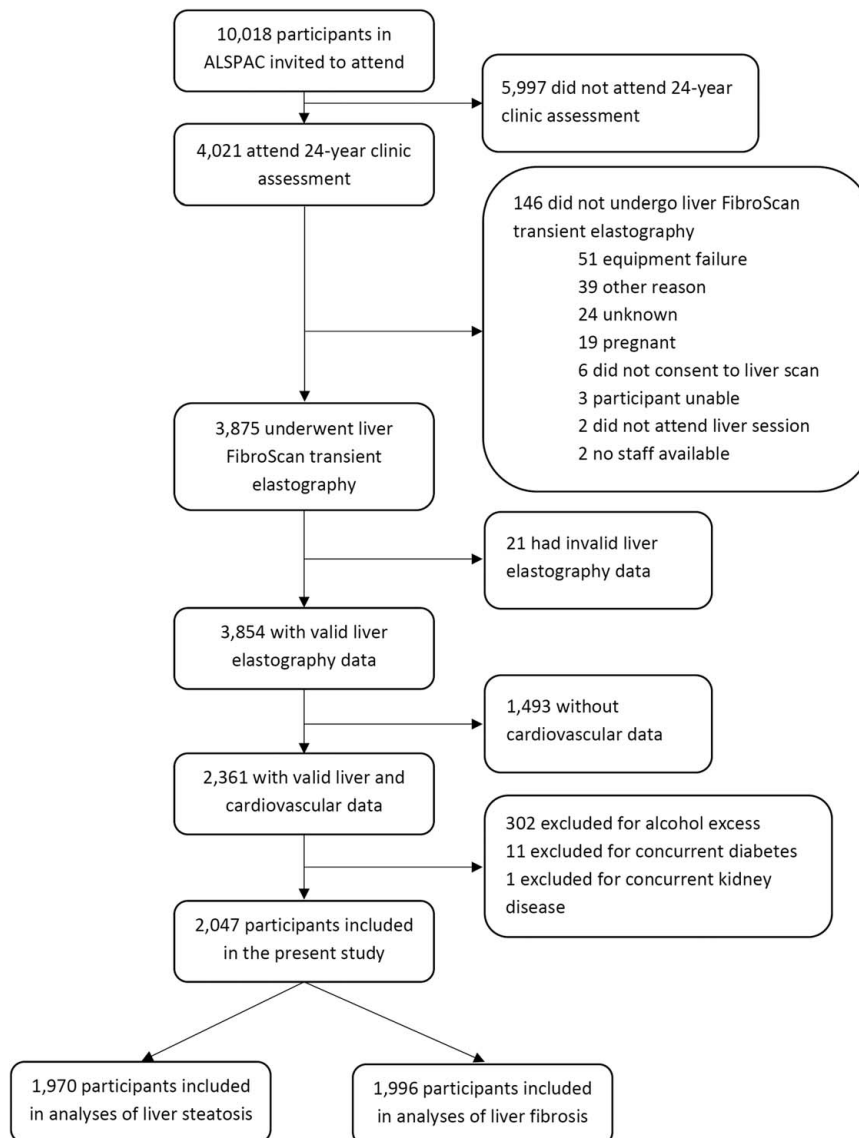 10,018 participants in
ALSPAC invited to attend
5,997 did not attend 24-year
clinic assessment
4,021 attend 24-year clinic
assessment
146 did not undergo liver FibroScan
transient elastography
51 equipment failure
39 other reason
24 unknown
19 pregnant
6 did not consent to liver scan
3 participant unable
2 did not attend liver session
2 no staff available
3,875 underwent liver
FibroScan transient
elastography
21 had invalid liver
elastography data
3,854 with valid liver
elastography data
1,493 without
cardiovascular data
2,361 with valid liver and
cardiovascular data
302 excluded for alcohol excess
11 excluded for concurrent diabetes
1 excluded for concurrent kidney
disease
2,047 participants included
in the present study
1,970 participants included
in analyses of liver steatosis
1,996 participants included
in analyses of liver fibrosis